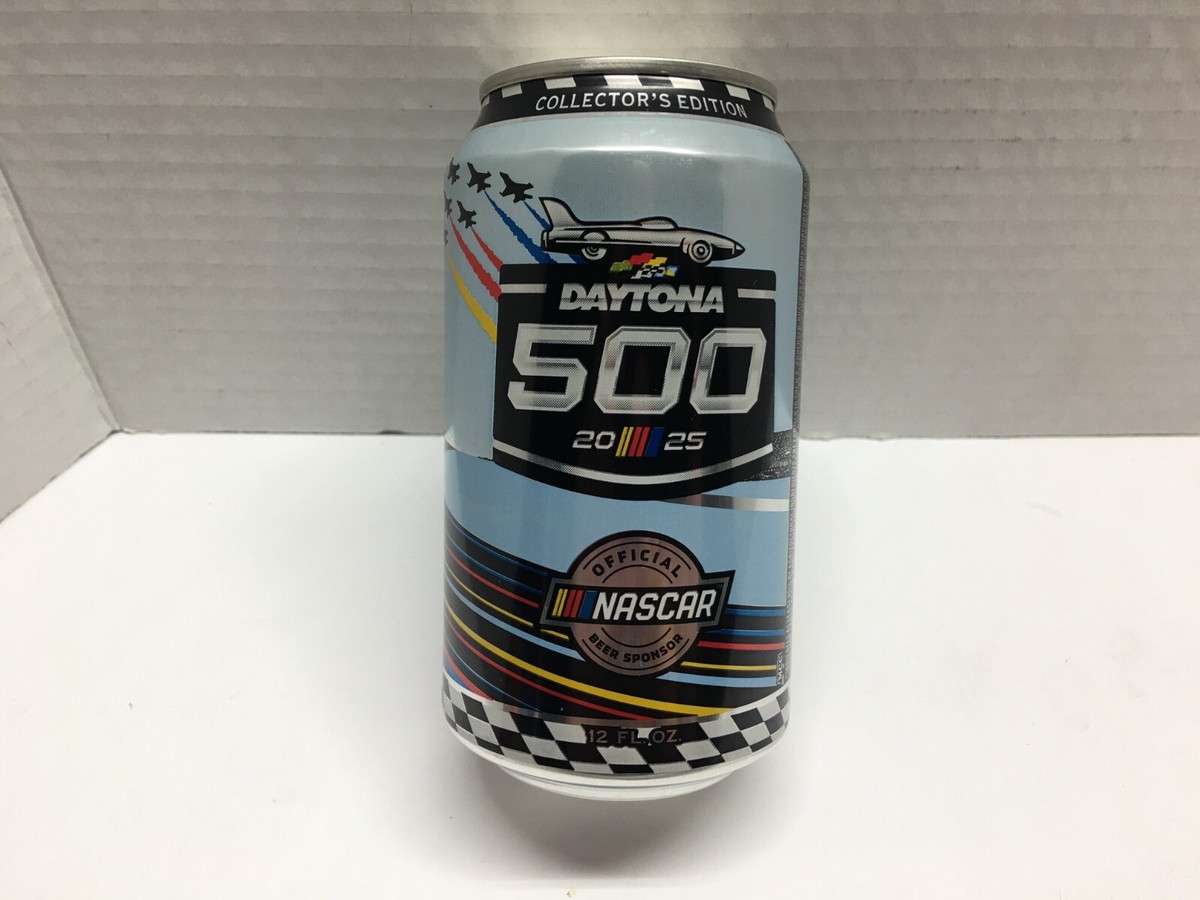 COLLECTOR'S EDITION
DAYTONA
500
20 25
OFFICIAL
NASCAR
BEER SPONSOR
12 FL. OZ.